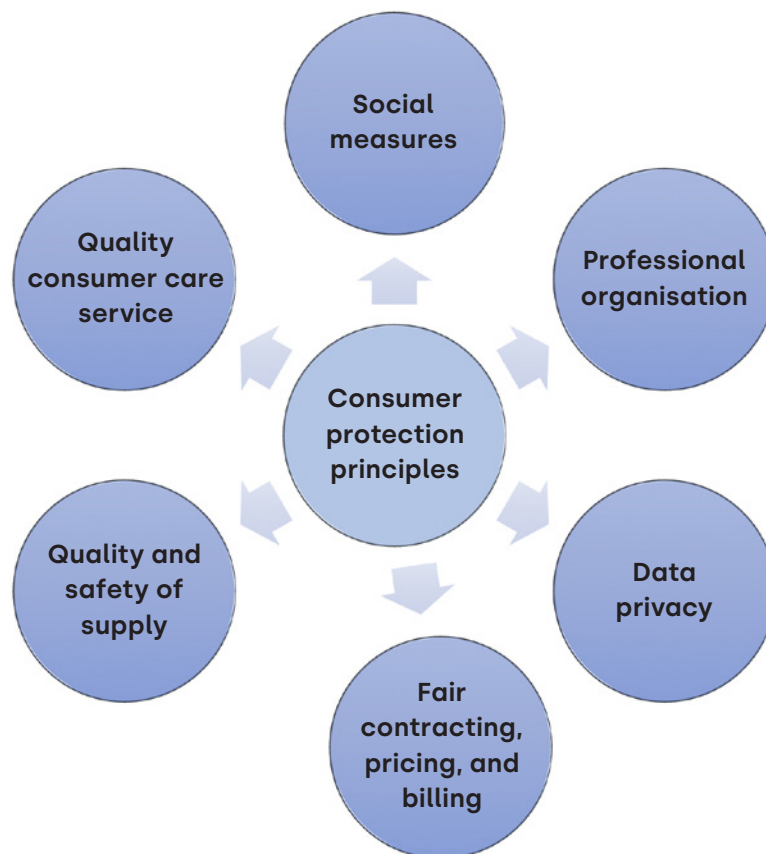 Social
measures
Quality
consumer care
service
Professional
organisation
Consumer
protection
principles
Quality and
safety of
supply
Data
privacy
Fair
contracting,
pricing, and
billing